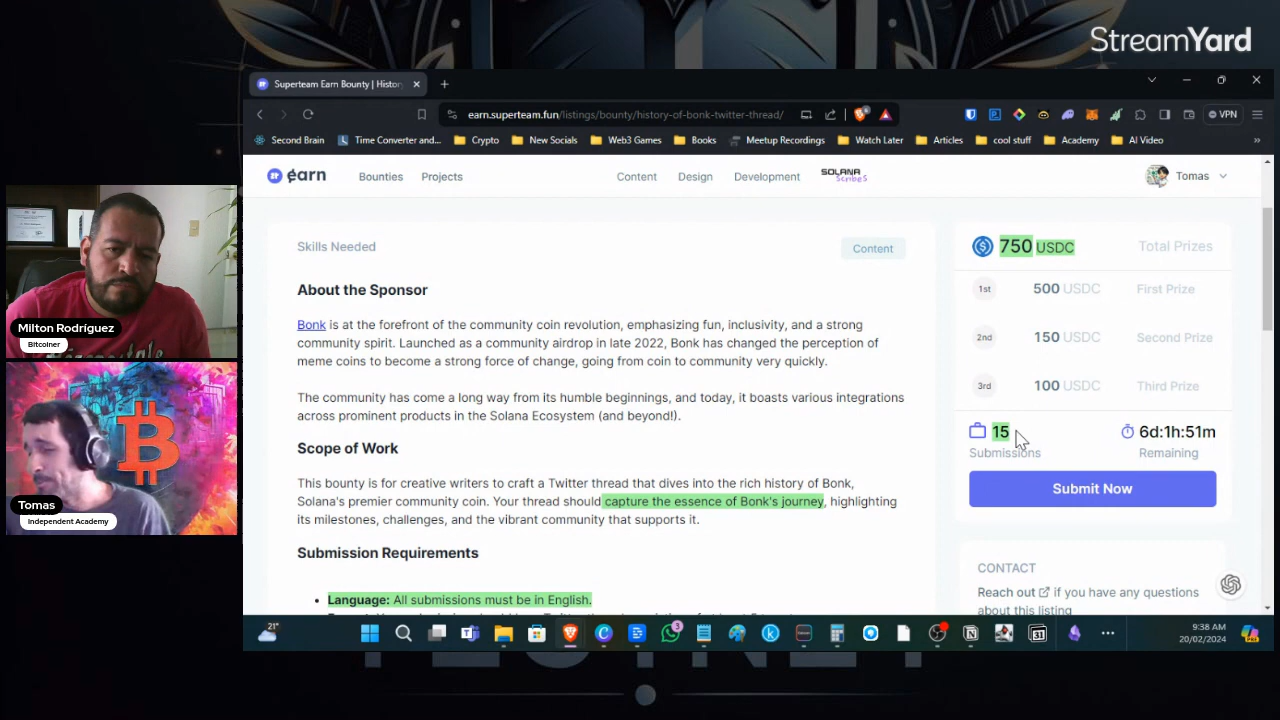 StreamYard
Superteam Earn Bounty | History
earn.superteam.fun/listings/bounty/history-of-bonk-twitter-thread/
VPN
Second Brain
Time Converter and...
Crypto
New Socials
Web3 Games
Books
Meetup Recordings
Watch Later
Articles
cool stuff
Academy
AI Video
earn
Bounties
Projects
Content
Design
Development
SOLANA
Scribes
Tomas
Skills Needed
Content
About the Sponsor
Bonk is at the forefront of the community coin revolution, emphasizing fun, inclusivity, and a strong
community spirit. Launched as a community airdrop in late 2022, Bonk has changed the perception of
meme coins to become a strong force of change, going from coin to community very quickly.
The community has come a long way from its humble beginnings, and today, it boasts various integrations
across prominent products in the Solana Ecosystem (and beyond!).
Scope of Work
This bounty is for creative writers to craft a Twitter thread that dives into the rich history of Bonk,
Solana's premier community coin. Your thread should capture the essence of Bonk's journey, highlighting
its milestones, challenges, and the vibrant community that supports it.
Submission Requirements
Language: All submissions must be in English.
750 USDC
Total Prizes
1st
500 USDC
First Prize
2nd
150 USDC
Second Prize
3rd
100 USDC
Third Prize
15
Submissions
6d:1h:51m
Remaining
Submit Now
CONTACT
Reach out if you have any questions
about this listing
Milton Rodríguez
Bitcoiner
Tomas
Independent Academy
21°
3
31
9:38 AM
20/02/2024